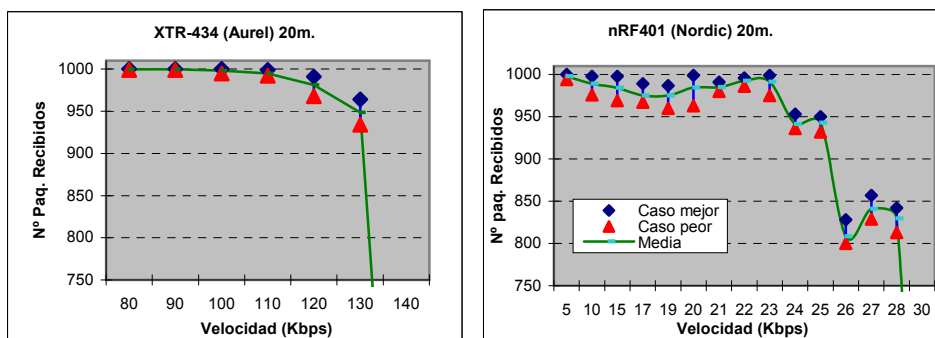 XTR-434 (Aurel) 20m.
Nº Paq. Recibidos
1000
950
900
850
800
80 90 100 110 120 130 140
Velocidad (Kbps)
nRF401 (Nordic) 20m.
Nº paq. Recibidos
1000
950
900
850
800
750
Caso mejor
Caso peor
Media
5 10 15 17 19 20 21 22 23 24 25 26 27 28 30
Velocidad (Kbps)